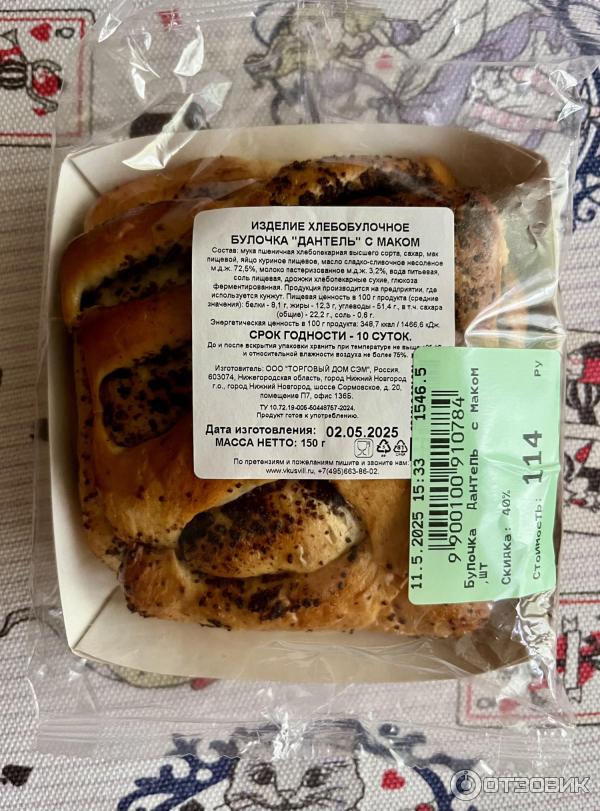 ИЗДЕЛИЕ ХЛЕБОБУЛОЧНОЕ
БУЛОЧКА "ДАНТЕЛЬ" С МАКОМ
Состав: мука пшеничная хлебопекарная высшего сорта, сахар, мак
пищевой, яйцо куриное пищевое, масло сладко-сливочное несоленое
м.д.ж. 72,5%, молоко пастеризованное м.д.ж. 3,2%, вода питьевая,
соль пищевая, дрожжи хлебопекарные сухие, глюкоза
ферментированная. Продукция производится на предприятии, где
используется кунжут. Пищевая ценность в 100 г продукта (средние
значения): белки - 9,1 г, жиры - 12,3 г, углеводы - 51,4 г, в т.ч. сахара
(общие) - 22,2 г., соль - 0,6 г.
Энергетическая ценность в 100 г продукта: 348,7 ккал / 1466,6 кДж.
СРОК ГОДНОСТИ - 10 СУТОК.
До и после вскрытия упаковки хранить при температуре не выше
и относительной влажности воздуха не более 75%.
Изготовитель: ООО "ТОРГОВЫЙ ДОМ СЭМ", Россия,
603074, Нижегородская область, город Нижний Новгород
г.о., город Нижний Новгород, шоссе Сормовское, д. 20,
помещение П7, офис 136Б.
ТУ 10.72.19-005-50448757-2024.
Продукт готов к употреблению.
Дата изготовления: 02.05.2025
МАССА НЕТТО: 150 г
По претензиям и пожеланиям пишите и звоните нам:
www.vkusvill.ru, +7(495)663-86-02.
11.5.2025 15:33 1546.5
9900100910784
Булочка Дантель с маком
,шт
Скидка: 40%
Стоимость: 114 Ру
ОТЗОВИК